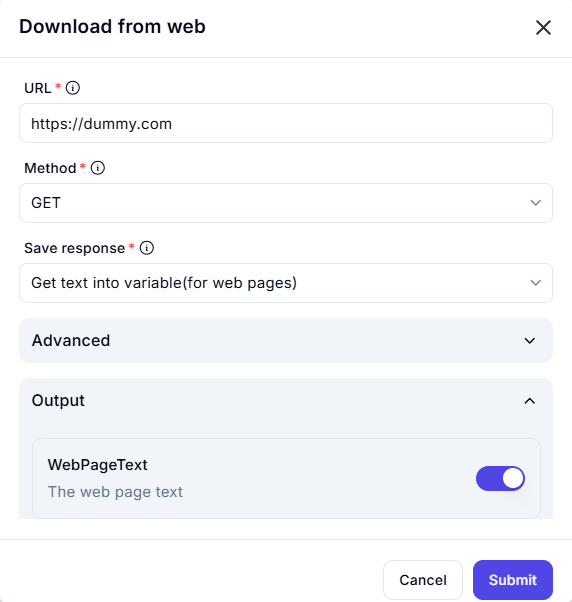 Download from web
URL *
https://dummy.com
Method *
GET
Save response *
Get text into variable(for web pages)
Advanced
Output
WebPageText
The web page text
Cancel
Submit